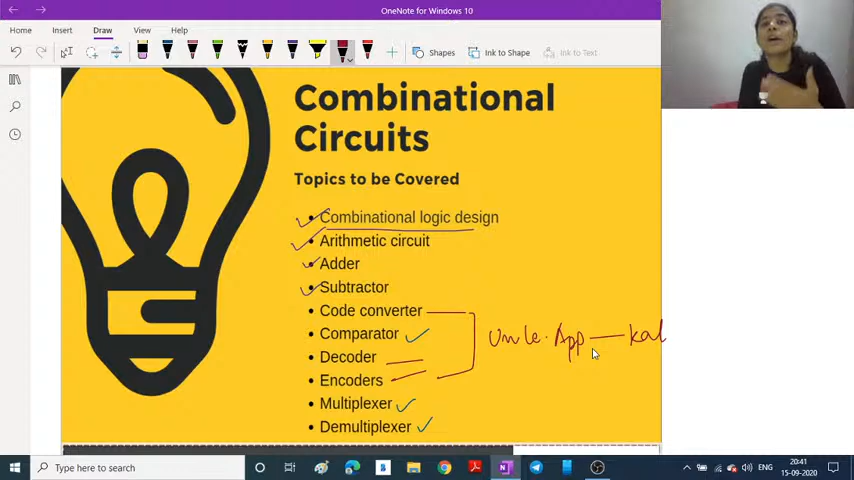 OneNote for Windows 10
Home Insert Draw View Help
Shapes Ink to Shape Ink to Text
Combinational
Circuits
Topics to be Covered
• Combinational logic design
• Arithmetic circuit
• Adder
• Subtractor
• Code converter
• Comparator
• Decoder
• Encoders
• Multiplexer
• Demultiplexer
App — kal
Type here to search
ENG
20:41
15-09-2020